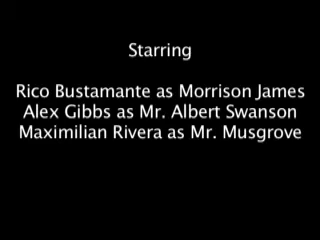 Starring
Rico Bustamante as Morrison James
Alex Gibbs as Mr. Albert Swanson
Maximilian Rivera as Mr. Musgrove